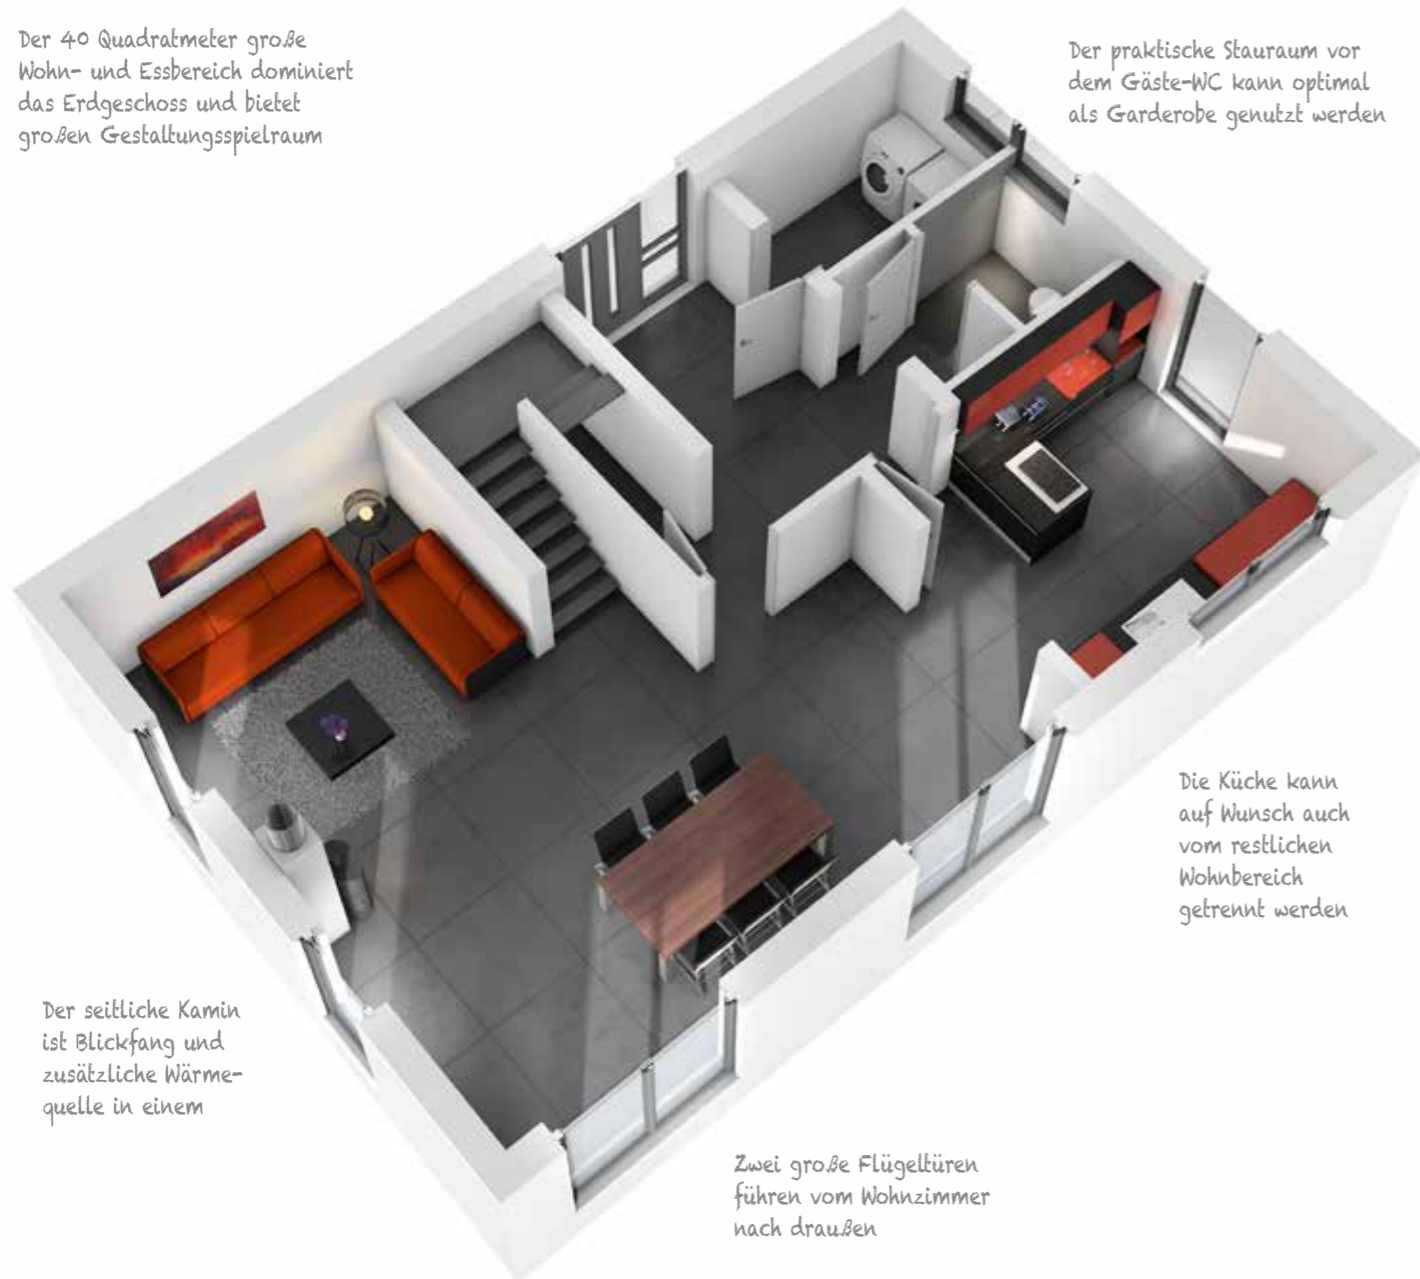 Der 40 Quadratmeter große
Wohn- und Essbereich dominiert
das Erdgeschoss und bietet
großen Gestaltungsspielraum
Der praktische Stauraum vor
dem Gäste-WC kann optimal
als Garderobe genutzt werden
Die Küche kann
auf Wunsch auch
vom restlichen
Wohnbereich
getrennt werden
Der seitliche Kamin
ist Blickfang und
zusätzliche Wärme-
quelle in einem
Zwei große Flügeltüren
führen vom Wohnzimmer
nach draußen